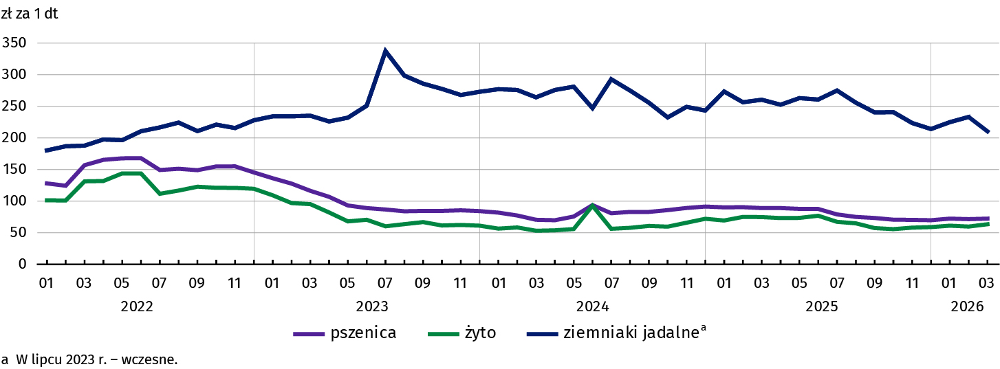 zł za 1 dt
350
300
250
200
150
100
50
0
01 03 05 07 09 11 01 03 05 07 09 11 01 03 05 07 09 11 01 03 05 07 09 11 01 03
2022 2023 2024 2025 2026
pszenica żyto ziemniaki jadalneᵃ
a W lipcu 2023 r. – wczesne.